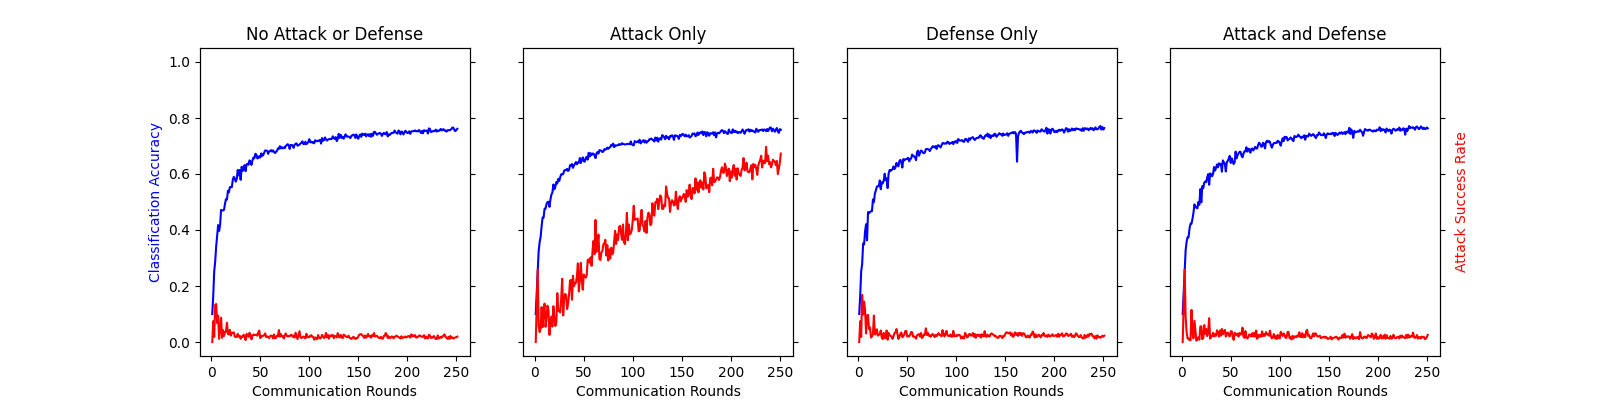 No Attack or Defense
Attack Only
Defense Only
Attack and Defense
Classification Accuracy
1.0
0.8
0.6
0.4
0.2
0.0
0 50 100 150 200 250
0 50 100 150 200 250
0 50 100 150 200 250
0 50 100 150 200 250
Communication Rounds
Communication Rounds
Communication Rounds
Communication Rounds
Attack Success Rate